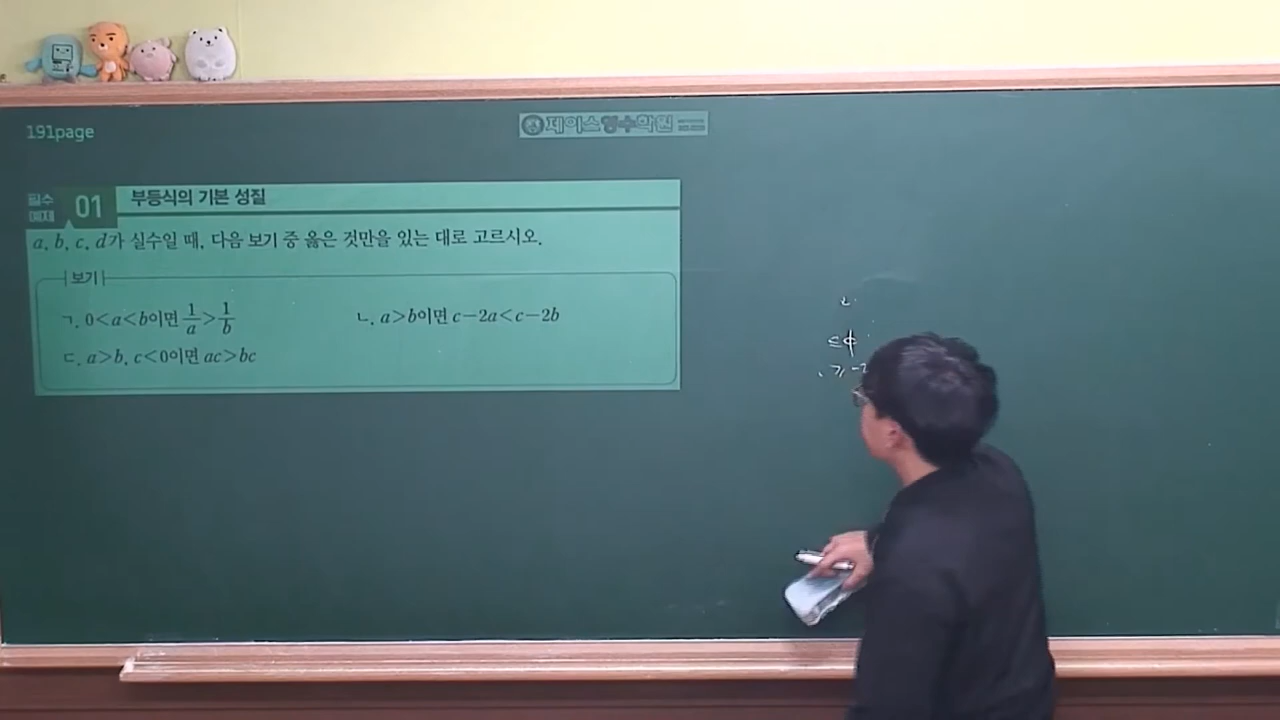 191page
제이스영수학원
필수 예제 01 부등식의 기본 성질
a, b, c, d가 실수일 때, 다음 보기 중 옳은 것만을 있는 대로 고르시오.
보기
ㄱ. 0<a<b이면 1/a>1/b ㄴ. a>b이면 c-2a<c-2b
ㄷ. a>b, c<0이면 ac>bc